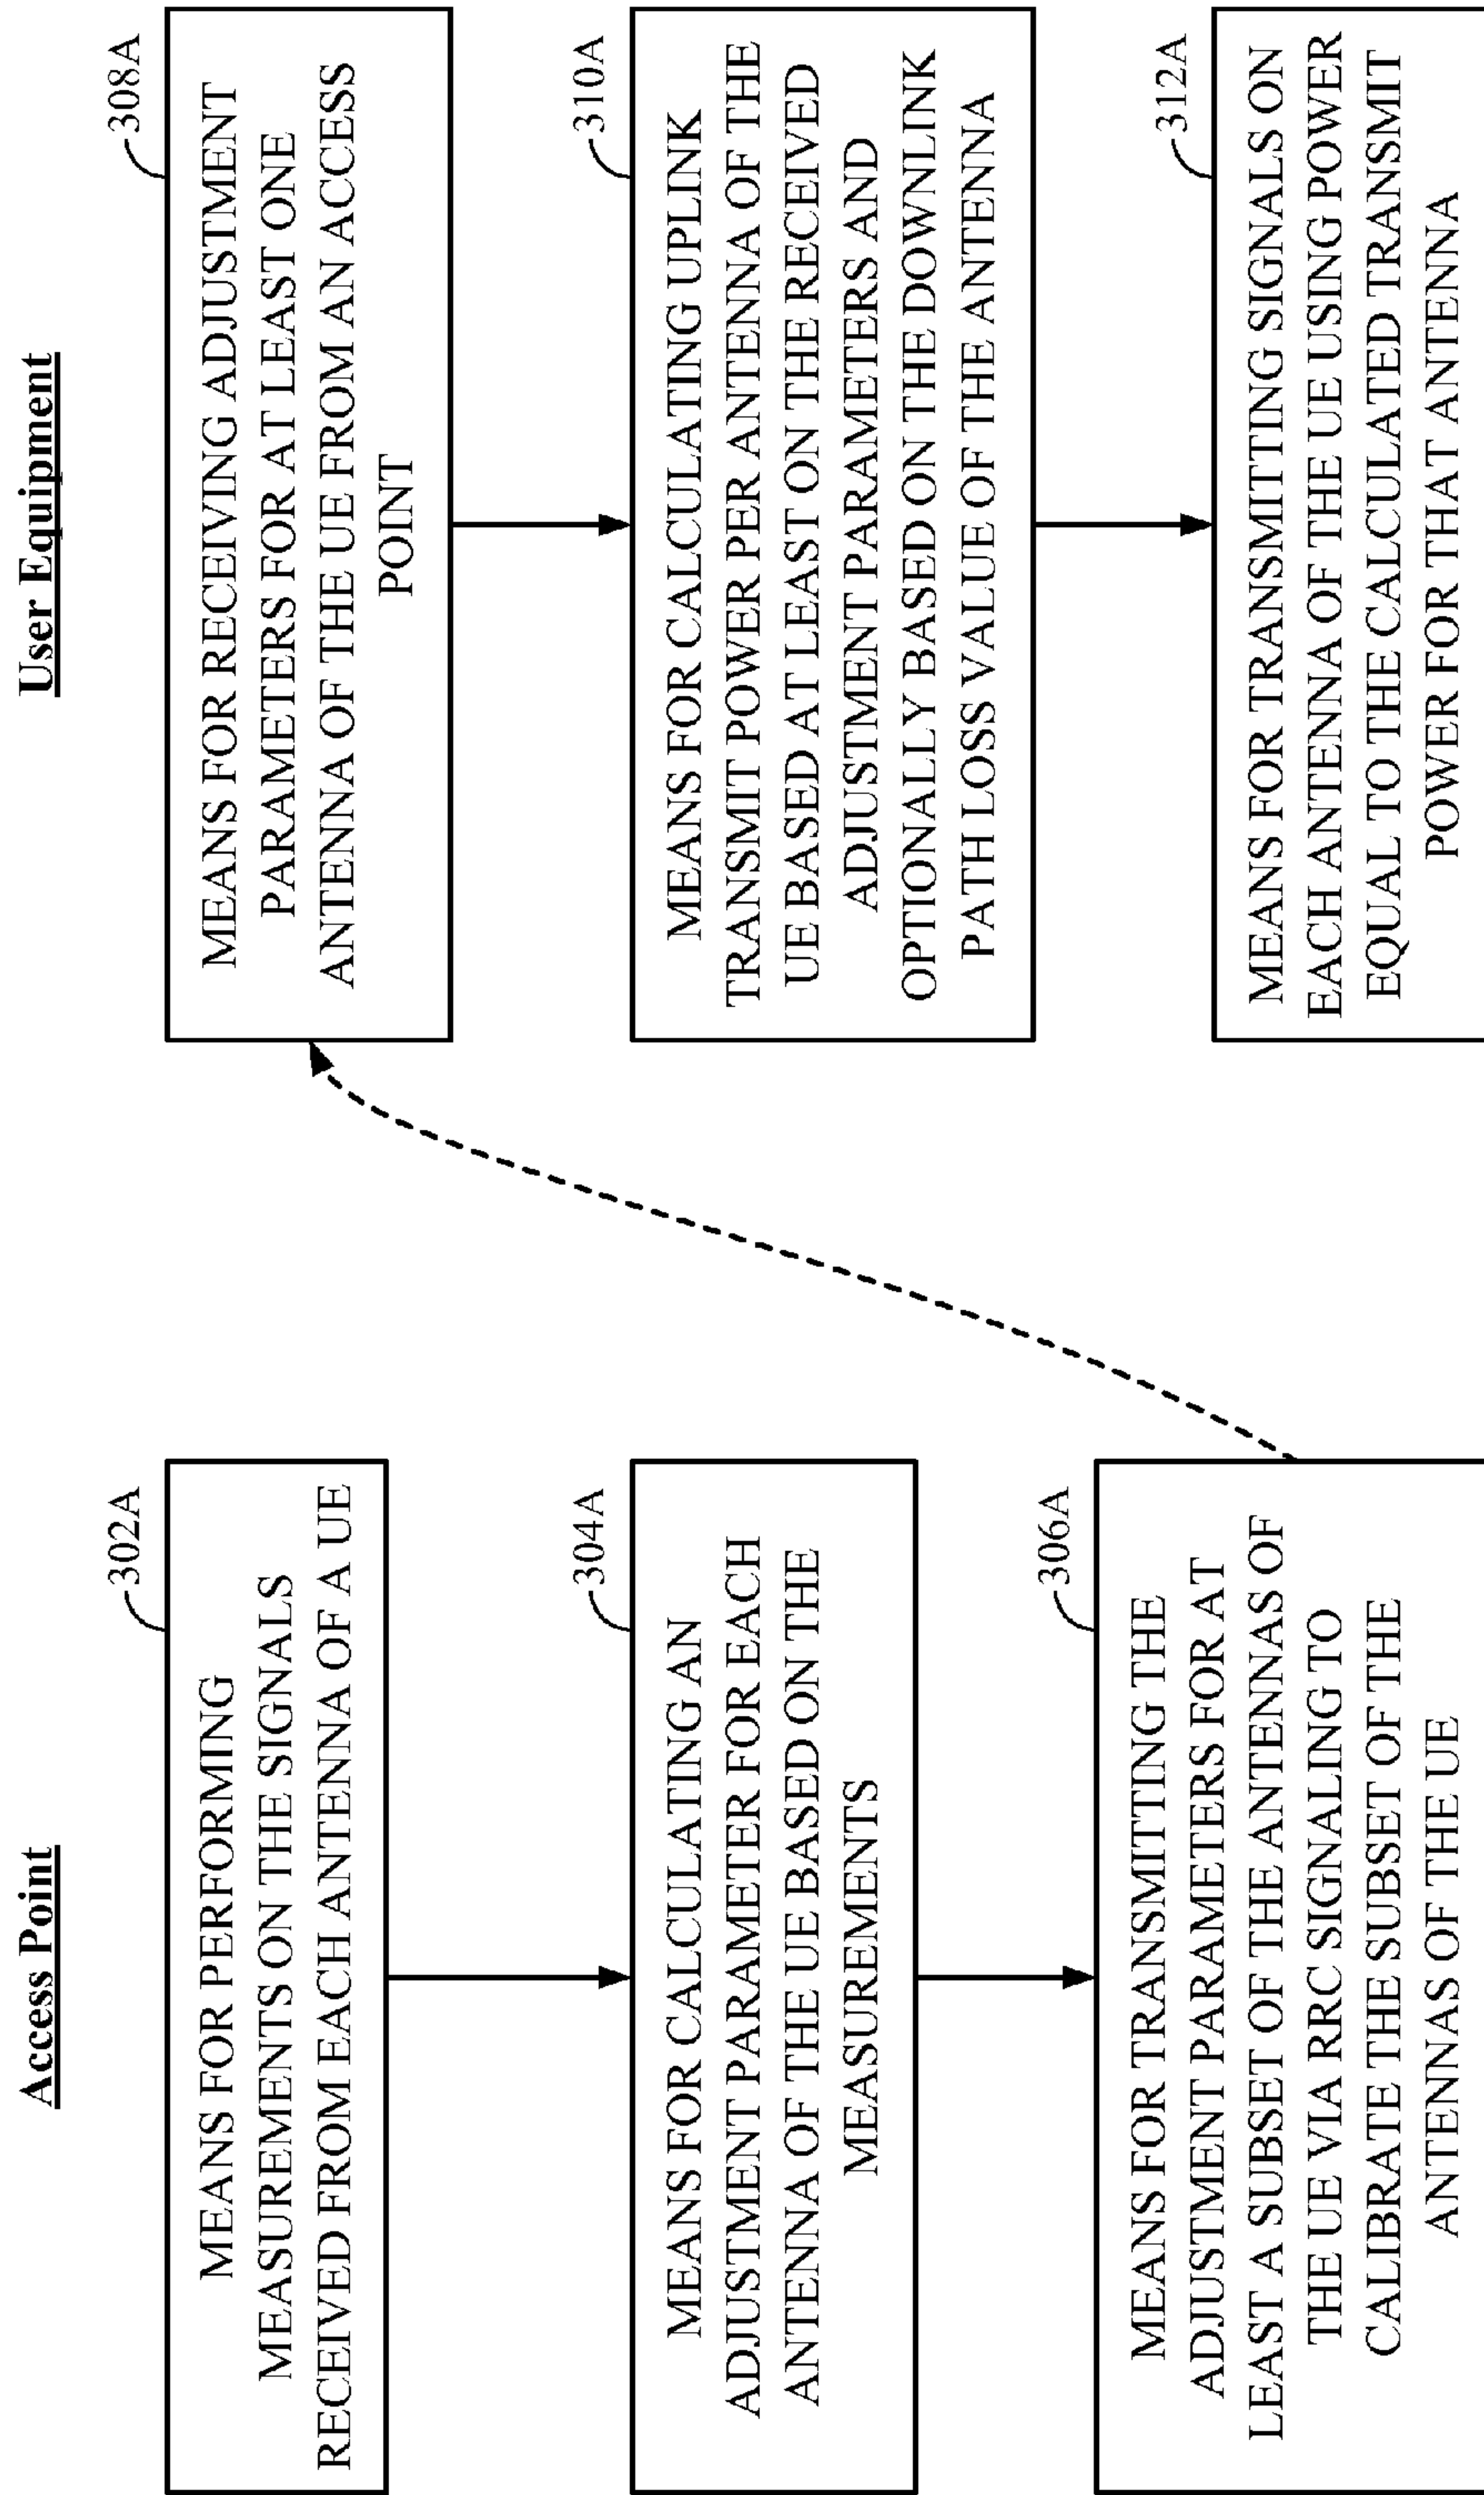 Access Point
302A
MEANS FOR PERFORMING
MEASUREMENTS ON THE SIGNALS
RECEIVED FROM EACH ANTENNA OF A UE
304A
MEANS FOR CALCULATING AN
ADJUSTMENT PARAMETER FOR EACH
ANTENNA OF THE UE BASED ON THE
MEASUREMENTS
306A
MEANS FOR TRANSMITTING THE
ADJUSTMENT PARAMETERS FOR AT
LEAST A SUBSET OF THE ANTENNAS OF
THE UE VIA RRC SIGNALING TO
CALIBRATE THE SUBSET OF THE
ANTENNAS OF THE UE
User Equipment
308A
MEANS FOR RECEIVING ADJUSTMENT
PARAMETERS FOR AT LEAST ONE
ANTENNA OF THE UE FROM AN ACCESS
POINT
310A
MEANS FOR CALCULATING UPLINK
TRANSMIT POWER PER ANTENNA OF THE
UE BASED AT LEAST ON THE RECEIVED
ADJUSTMENT PARAMETERS AND
OPTIONALLY BASED ON THE DOWNLINK
PATH LOSS VALUE OF THE ANTENNA
312A
MEANS FOR TRANSMITTING SIGNALS ON
EACH ANTENNA OF THE UE USING POWER
EQUAL TO THE CALCULATED TRANSMIT
POWER FOR THAT ANTENNA